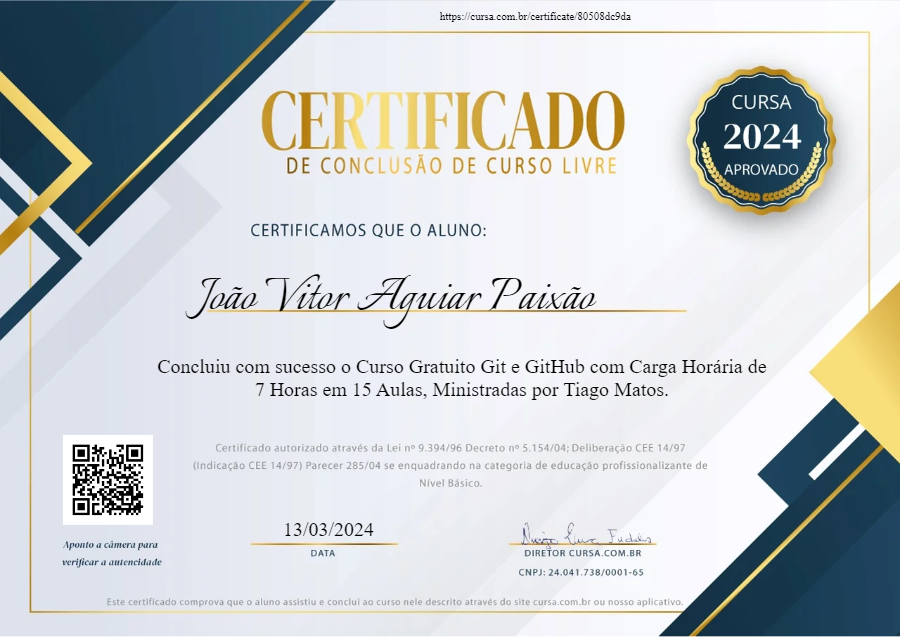 https://cursa.com.br/certificate/80508dc9da
CERTIFICADO
DE CONCLUSÃO DE CURSO LIVRE
CURSA
2024
APROVADO
CERTIFICAMOS QUE O ALUNO:
João Vitor Aguiar Paixão
Concluiu com sucesso o Curso Gratuito Git e GitHub com Carga Horária de
7 Horas em 15 Aulas, Ministradas por Tiago Matos.
Certificado autorizado através da Lei nº 9.394/96 Decreto nº 5.154/04; Deliberação CEE 14/97
(Indicação CEE 14/97) Parecer 285/04 se enquadrando na categoria de educação profissionalizante de
Nível Básico.
Aponto a câmera para
verificar a autencidade
13/03/2024
DATA
DIRETOR CURSA.COM.BR
CNPJ: 24.041.738/0001-65
Este certificado comprova que o aluno assistiu e conclui ao curso nele descrito através do site cursa.com.br ou nosso aplicativo.